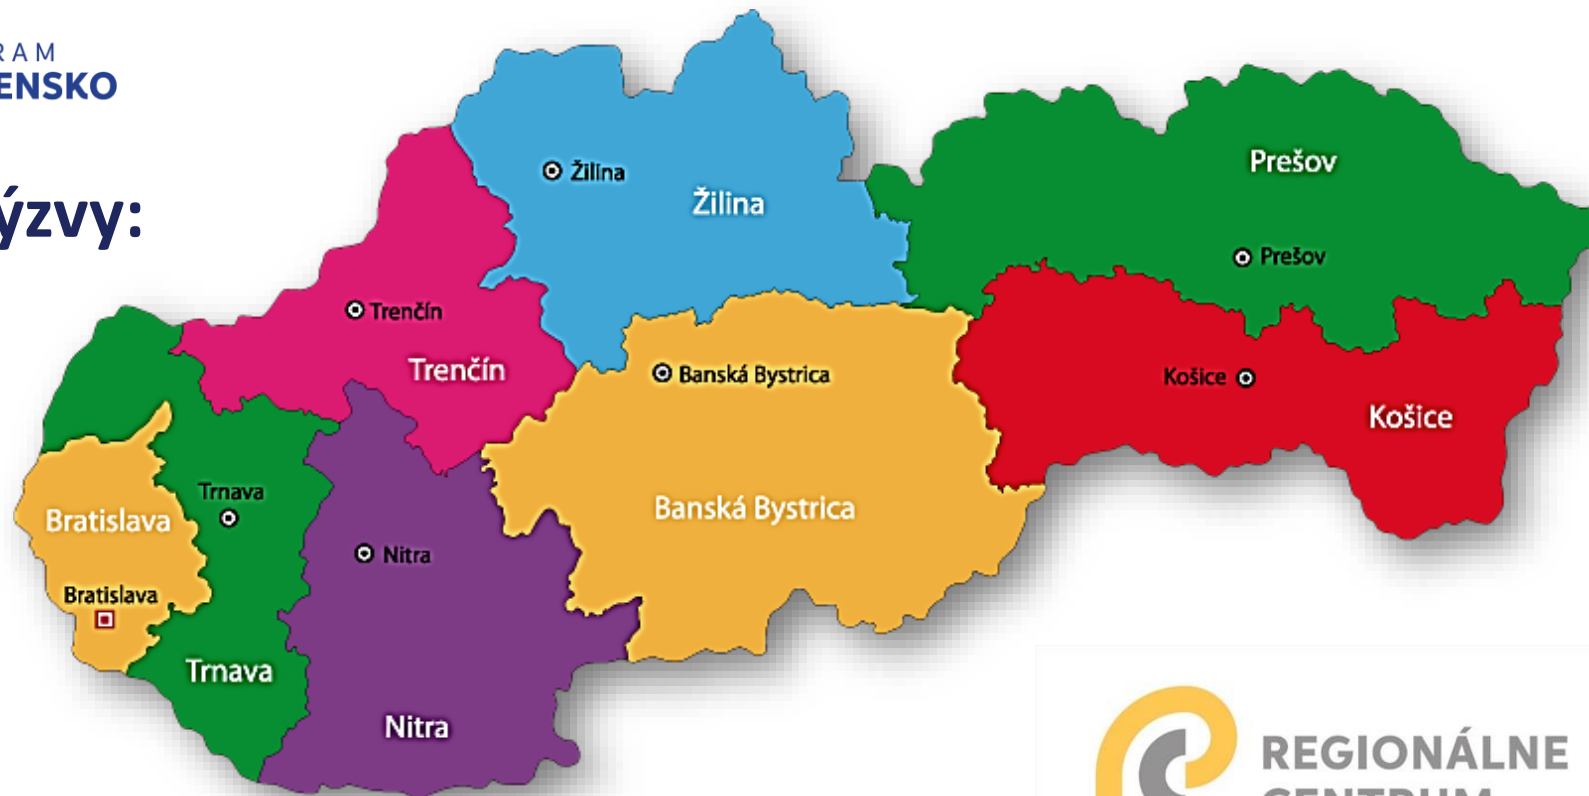 RAM
ENSKO
ýzvy:
Žilina
Žilina
Prešov
Prešov
Trenčín
Trenčín
Banská Bystrica
Banská Bystrica
Košice
Košice
Trnava
Trnava
Bratislava
Bratislava
Nitra
Nitra
REGIONÁLNE
CENTRUM